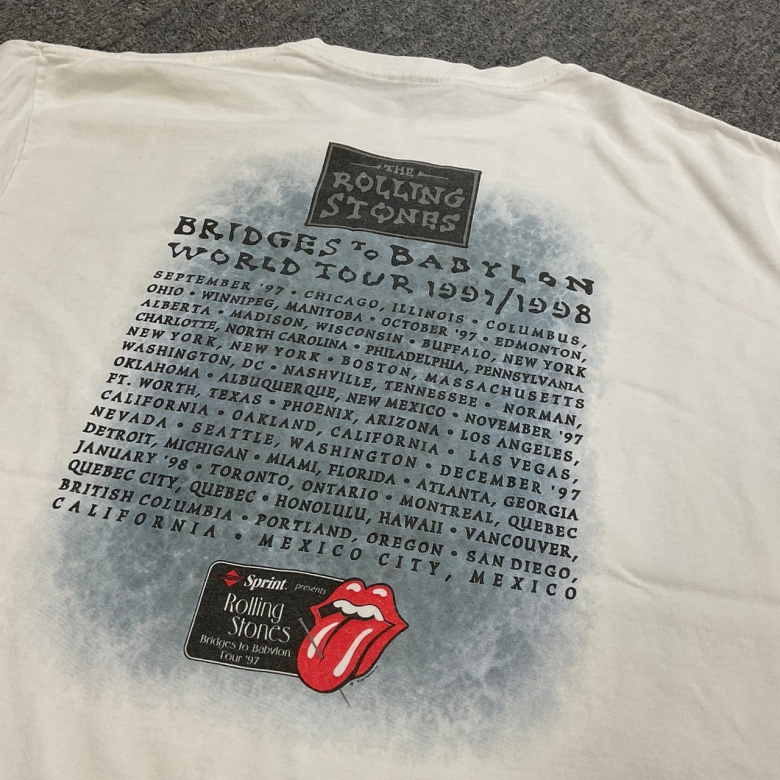 THE
ROLLING
STONES
BRIDGES TO BABYLON
WORLD TOUR 1997/1998
SEPTEMBER '97 • CHICAGO, ILLINOIS • COLUMBUS,
OHIO • WINNIPEG, MANITOBA • OCTOBER '97 • EDMONTON,
ALBERTA • MADISON, WISCONSIN • BUFFALO, NEW YORK
CHARLOTTE, NORTH CAROLINA • PHILADELPHIA, PENNSYLVANIA
NEW YORK, NEW YORK • BOSTON, MASSACHUSETTS
WASHINGTON, DC • NASHVILLE, TENNESSEE • NORMAN,
OKLAHOMA • ALBUQUERQUE, NEW MEXICO • NOVEMBER '97
FT. WORTH, TEXAS • PHOENIX, ARIZONA • LOS ANGELES,
CALIFORNIA • OAKLAND, CALIFORNIA • LAS VEGAS,
NEVADA • SEATTLE, WASHINGTON • DECEMBER '97
DETROIT, MICHIGAN • MIAMI, FLORIDA • ATLANTA, GEORGIA
JANUARY '98 • TORONTO, ONTARIO • MONTREAL, QUEBEC
QUEBEC CITY, QUEBEC • HONOLULU, HAWAII • VANCOUVER,
BRITISH COLUMBIA • PORTLAND, OREGON • SAN DIEGO,
CALIFORNIA • MEXICO CITY, MEXICO
Sprint. presents
Rolling
Stones
Bridges to Babylon
Tour '97